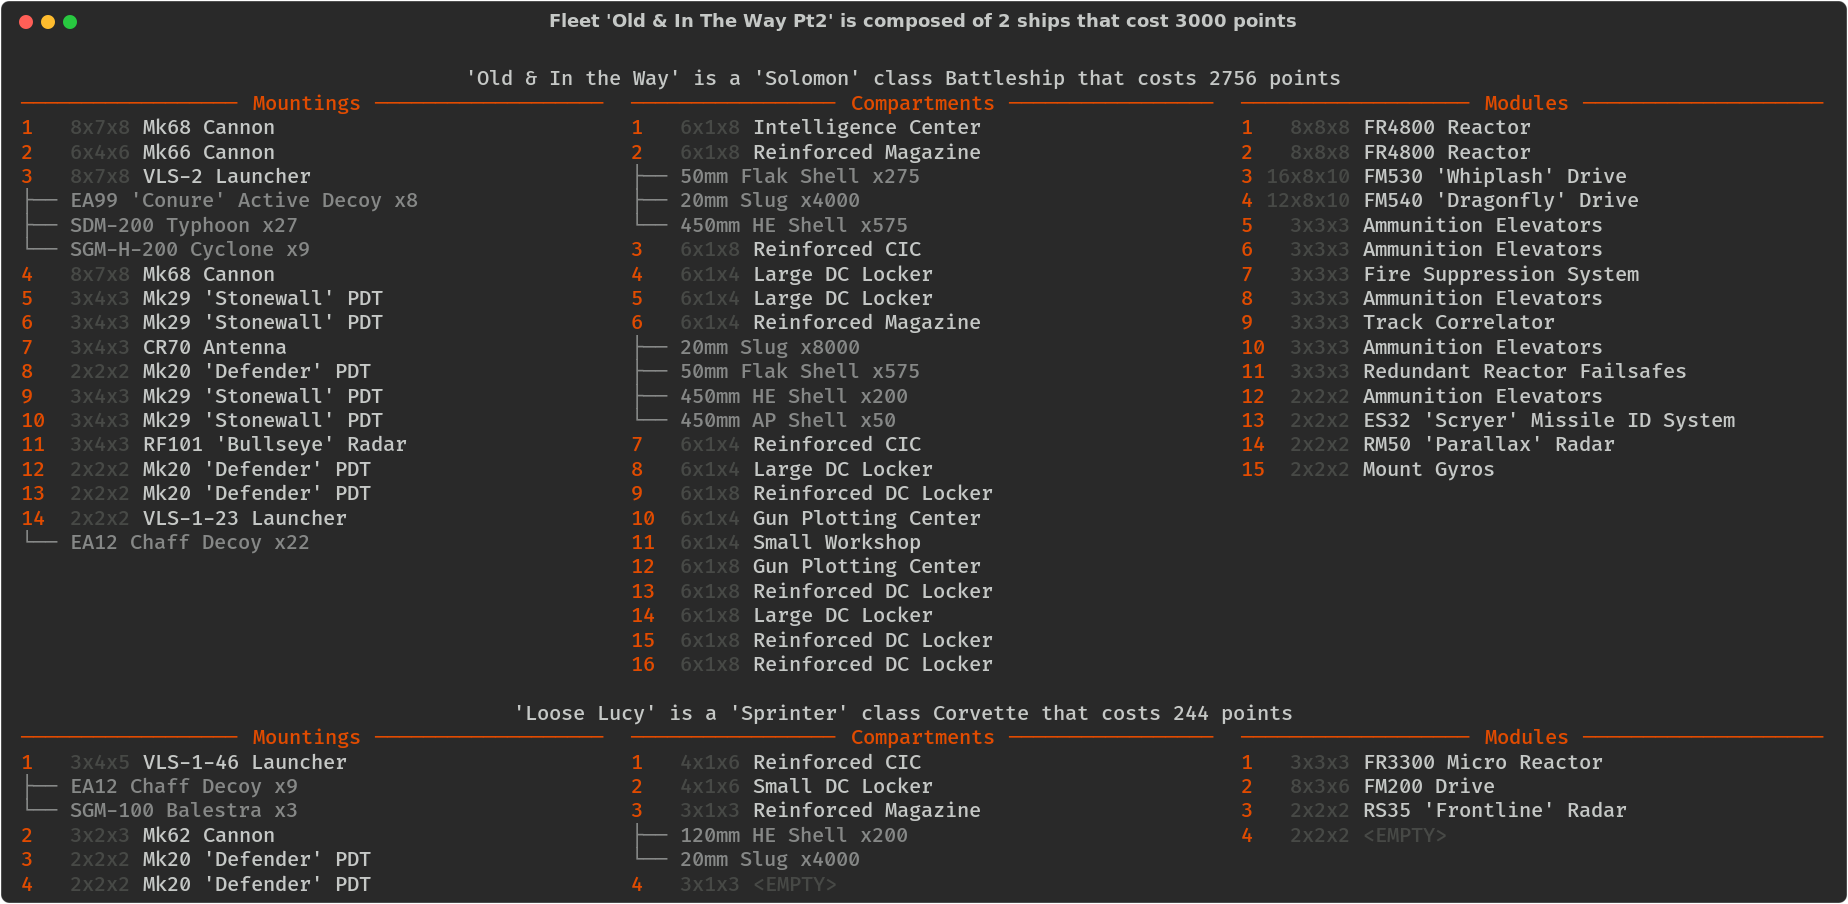 Fleet 'Old & In The Way Pt2' is composed of 2 ships that cost 3000 points
'Old & In the Way' is a 'Solomon' class Battleship that costs 2756 points
Mountings
1 8x7x8 Mk68 Cannon
2 6x4x6 Mk66 Cannon
3 8x7x8 VLS-2 Launcher
├── EA99 'Conure' Active Decoy x8
├── SDM-200 Typhoon x27
└── SGM-H-200 Cyclone x9
4 8x7x8 Mk68 Cannon
5 3x4x3 Mk29 'Stonewall' PDT
6 3x4x3 Mk29 'Stonewall' PDT
7 3x4x3 CR70 Antenna
8 2x2x2 Mk20 'Defender' PDT
9 3x4x3 Mk29 'Stonewall' PDT
10 3x4x3 Mk29 'Stonewall' PDT
11 3x4x3 RF101 'Bullseye' Radar
12 2x2x2 Mk20 'Defender' PDT
13 2x2x2 Mk20 'Defender' PDT
14 2x2x2 VLS-1-23 Launcher
└── EA12 Chaff Decoy x22
Compartments
1 6x1x8 Intelligence Center
2 6x1x8 Reinforced Magazine
├── 50mm Flak Shell x275
├── 20mm Slug x4000
└── 450mm HE Shell x575
3 6x1x8 Reinforced CIC
4 6x1x4 Large DC Locker
5 6x1x4 Large DC Locker
6 6x1x4 Reinforced Magazine
├── 20mm Slug x8000
├── 50mm Flak Shell x575
├── 450mm HE Shell x200
└── 450mm AP Shell x50
7 6x1x4 Reinforced CIC
8 6x1x4 Large DC Locker
9 6x1x8 Reinforced DC Locker
10 6x1x4 Gun Plotting Center
11 6x1x4 Small Workshop
12 6x1x8 Gun Plotting Center
13 6x1x8 Reinforced DC Locker
14 6x1x8 Large DC Locker
15 6x1x8 Reinforced DC Locker
16 6x1x8 Reinforced DC Locker
Modules
1 8x8x8 FR4800 Reactor
2 8x8x8 FR4800 Reactor
3 16x8x10 FM530 'Whiplash' Drive
4 12x8x10 FM540 'Dragonfly' Drive
5 3x3x3 Ammunition Elevators
6 3x3x3 Ammunition Elevators
7 3x3x3 Fire Suppression System
8 3x3x3 Ammunition Elevators
9 3x3x3 Track Correlator
10 3x3x3 Ammunition Elevators
11 3x3x3 Redundant Reactor Failsafes
12 2x2x2 Ammunition Elevators
13 2x2x2 ES32 'Scryer' Missile ID System
14 2x2x2 RM50 'Parallax' Radar
15 2x2x2 Mount Gyros
'Loose Lucy' is a 'Sprinter' class Corvette that costs 244 points
Mountings
1 3x4x5 VLS-1-46 Launcher
├── EA12 Chaff Decoy x9
└── SGM-100 Balestra x3
2 3x2x3 Mk62 Cannon
3 2x2x2 Mk20 'Defender' PDT
4 2x2x2 Mk20 'Defender' PDT
Compartments
1 4x1x6 Reinforced CIC
2 4x1x6 Small DC Locker
3 3x1x3 Reinforced Magazine
├── 120mm HE Shell x200
└── 20mm Slug x4000
4 3x1x3 <EMPTY>
Modules
1 3x3x3 FR3300 Micro Reactor
2 8x3x6 FM200 Drive
3 2x2x2 RS35 'Frontline' Radar
4 2x2x2 <EMPTY>